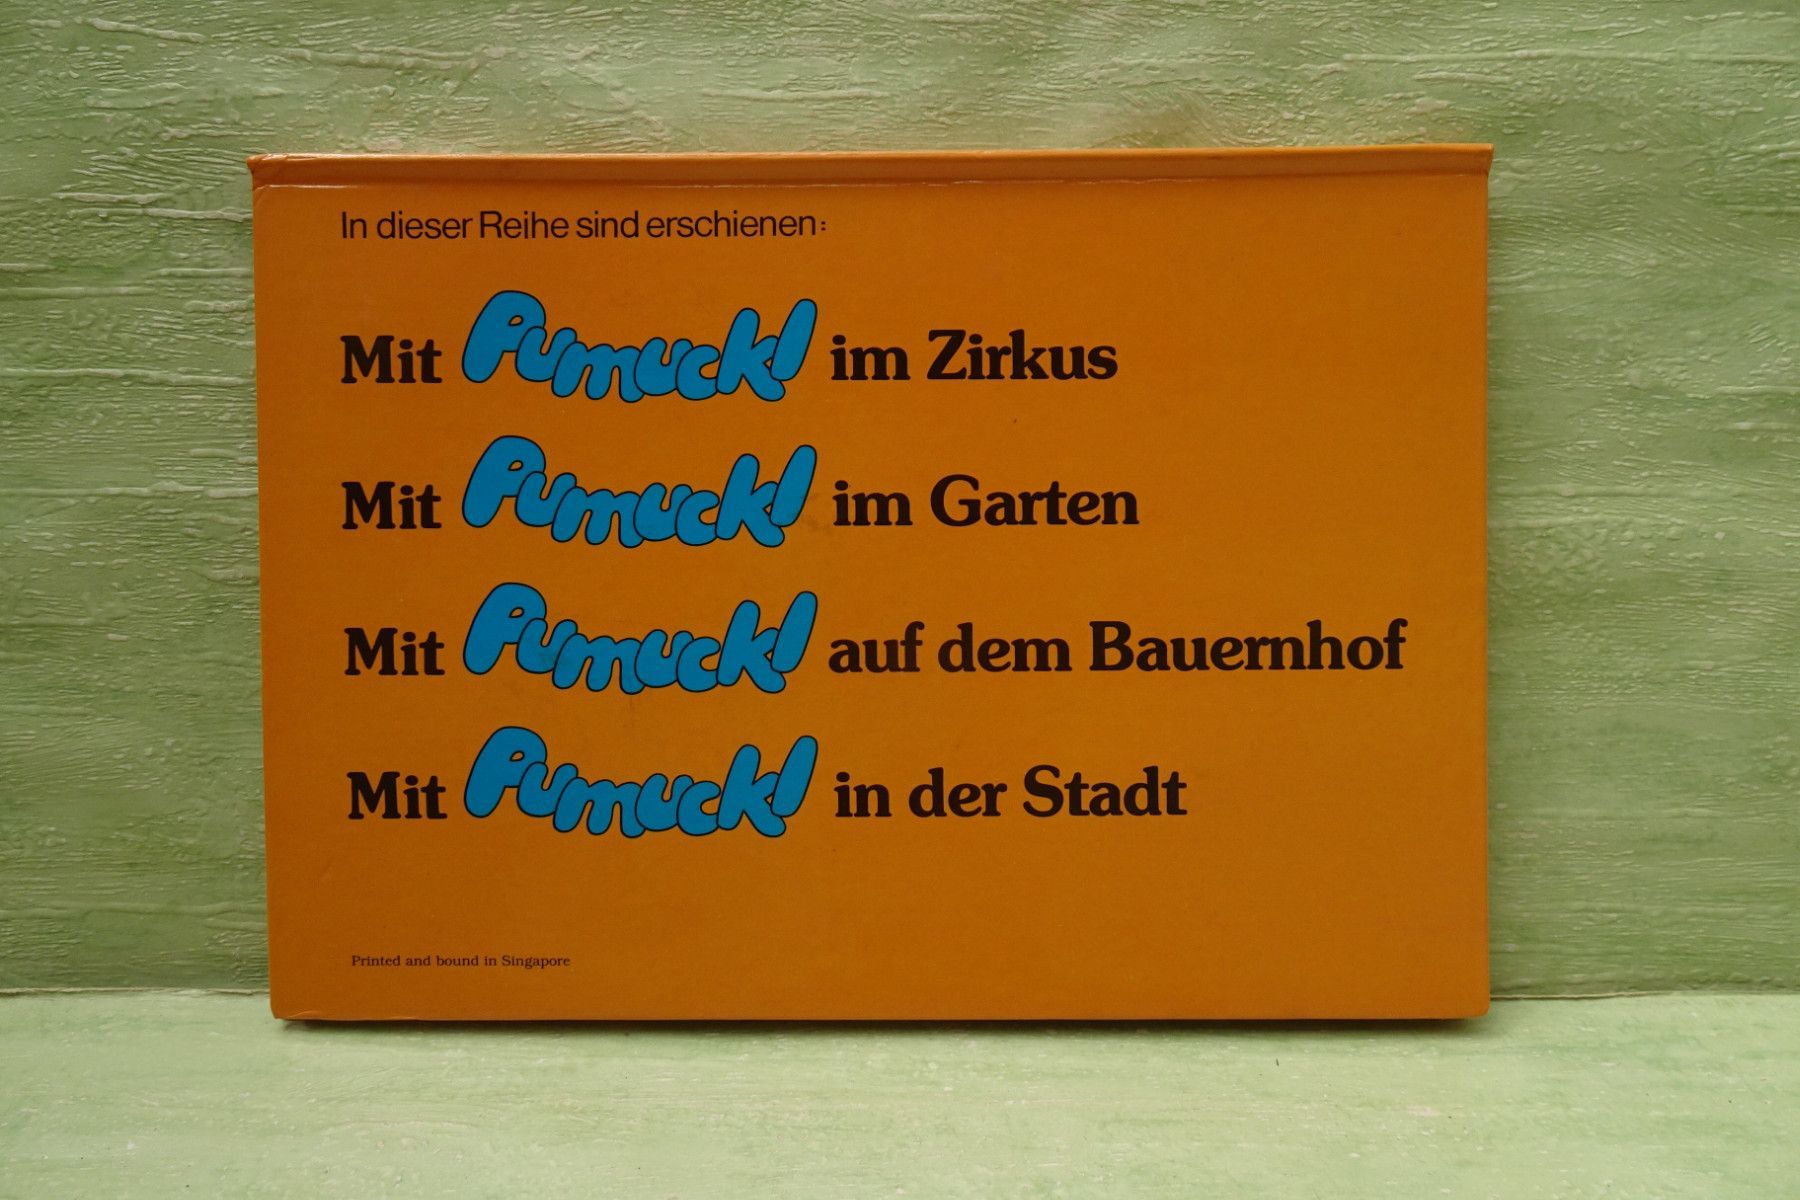 In dieser Reihe sind erschienen:
Mit Pumuckl im Zirkus
Mit Pumuckl im Garten
Mit Pumuckl auf dem Bauernhof
Mit Pumuckl in der Stadt
Printed and bound in Singapore